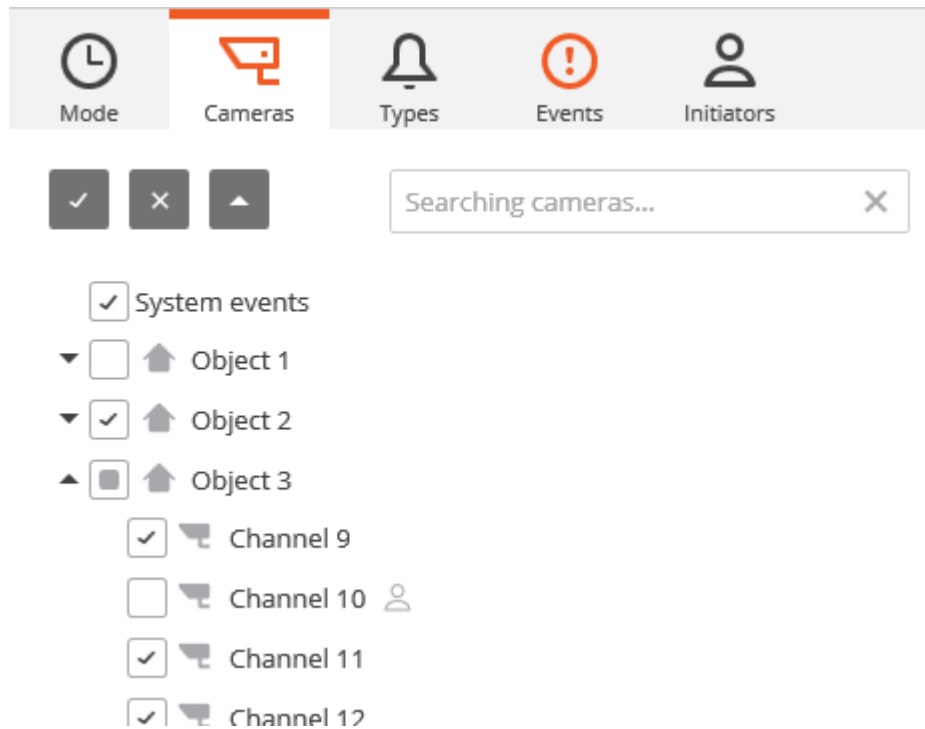 Mode Cameras Types Events Initiators
Searching cameras...
System events
Object 1
Object 2
Object 3
Channel 9
Channel 10
Channel 11
Channel 12